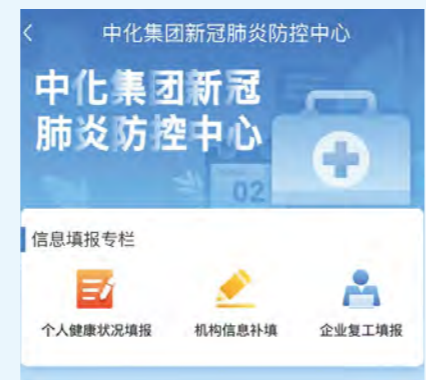 中化集团新冠肺炎防控中心
中化集团新冠
肺炎防控中心
02
信息填报专栏
个人健康状况填报 机构信息补填 企业复工填报